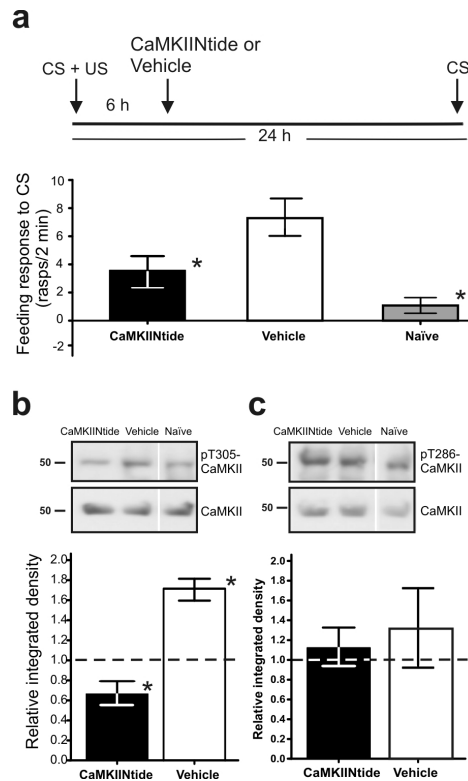 a
CaMKIINtide or
Vehicle
CS + US
CS
6 h
24 h
Feeding response to CS
(rasps/2 min)
10
8
6
4
2
0
-2
*
*
CaMKIINtide
Vehicle
Naïve
b
CaMKIINtide Vehicle Naïve
50
pT305-
CaMKII
50
CaMKII
Relative integrated density
2.0
1.8
1.6
1.4
1.2
1.0
0.8
0.6
0.4
0.2
0.0
*
*
CaMKIINtide
Vehicle
c
CaMKIINtide Vehicle Naïve
50
pT286-
CaMKII
50
CaMKII
Relative integrated density
2.0
1.8
1.6
1.4
1.2
1.0
0.8
0.6
0.4
0.2
0.0
CaMKIINtide
Vehicle